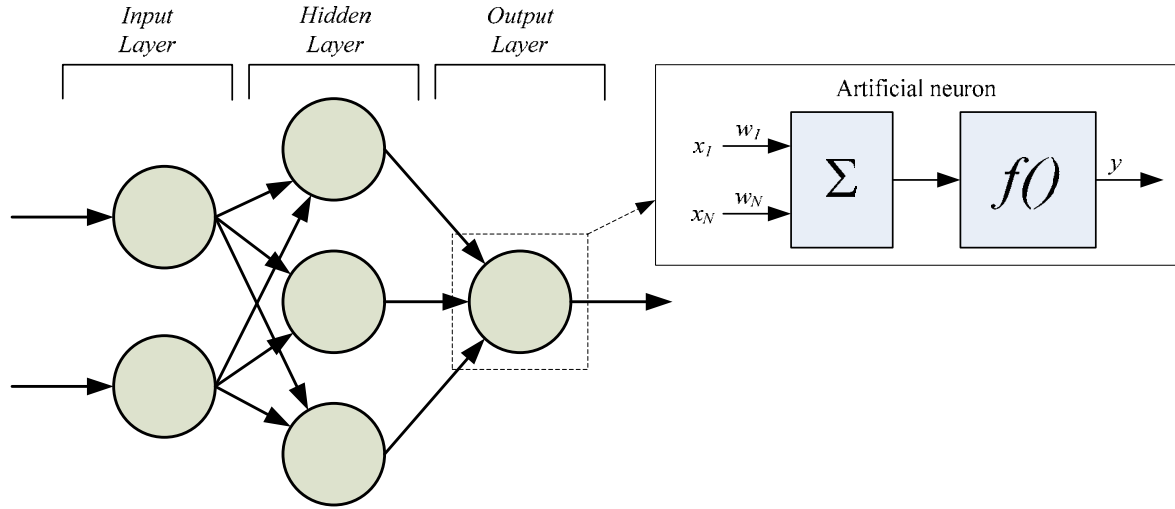 Input
Layer
Hidden
Layer
Output
Layer
Artificial neuron
x1 w1
xN wN
Σ
f()
y